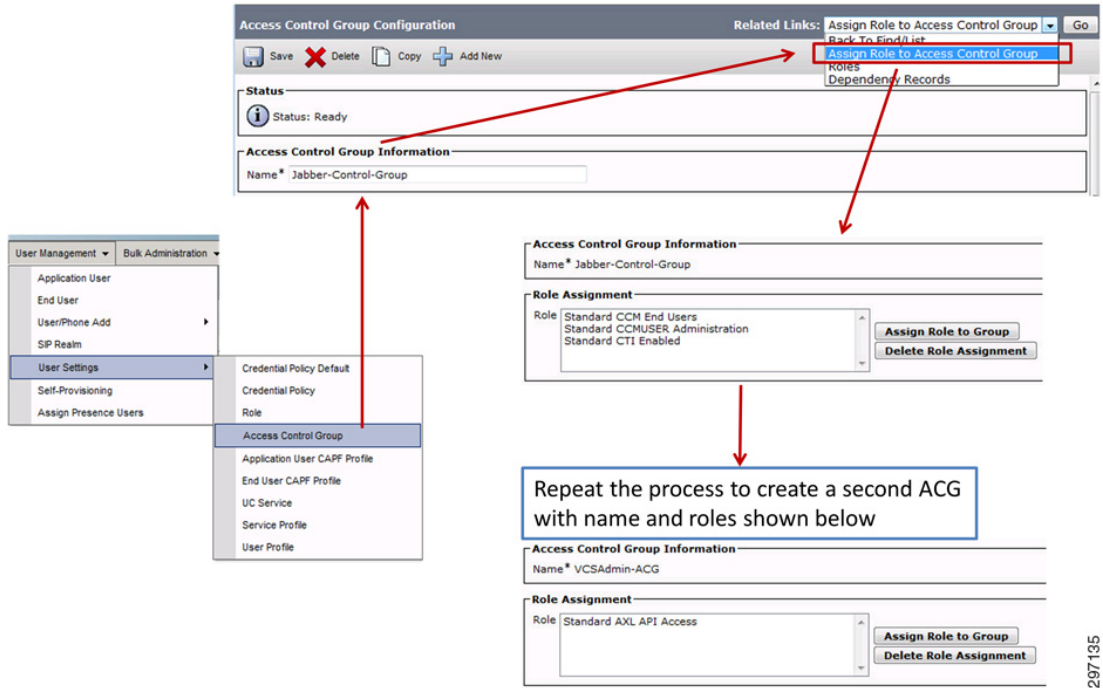 Access Control Group Configuration
Related Links: Assign Role to Access Control Group Go
Back To Find/List
Assign Role to Access Control Group
Roles
Dependency Records
Save Delete Copy Add New
Status
Status: Ready
Access Control Group Information
Name* Jabber-Control-Group
User Management Bulk Administration
Application User
End User
User/Phone Add
SIP Realm
User Settings
Self-Provisioning
Assign Presence Users
Credential Policy Default
Credential Policy
Role
Access Control Group
Application User CAPF Profile
End User CAPF Profile
UC Service
Service Profile
User Profile
Access Control Group Information
Name* Jabber-Control-Group
Role Assignment
Role Standard CCM End Users
Standard CCMUSER Administration
Standard CTI Enabled
Assign Role to Group
Delete Role Assignment
Repeat the process to create a second ACG
with name and roles shown below
Access Control Group Information
Name* VCSAdmin-ACG
Role Assignment
Role Standard AXL API Access
Assign Role to Group
Delete Role Assignment
297135